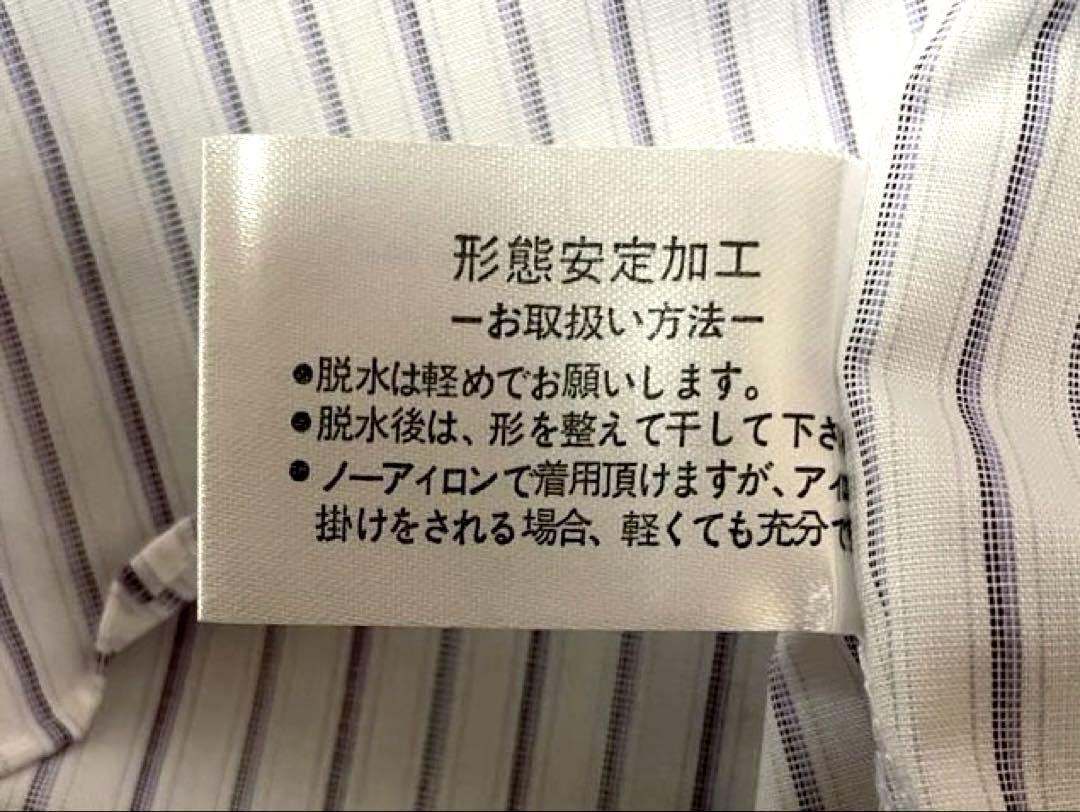 形態安定加工
ーお取扱い方法ー
●脱水は軽めでお願いします。
●脱水後は、形を整えて干して下さ
●ノーアイロンで着用頂けますが、アイ
掛けをされる場合、軽くても充分で